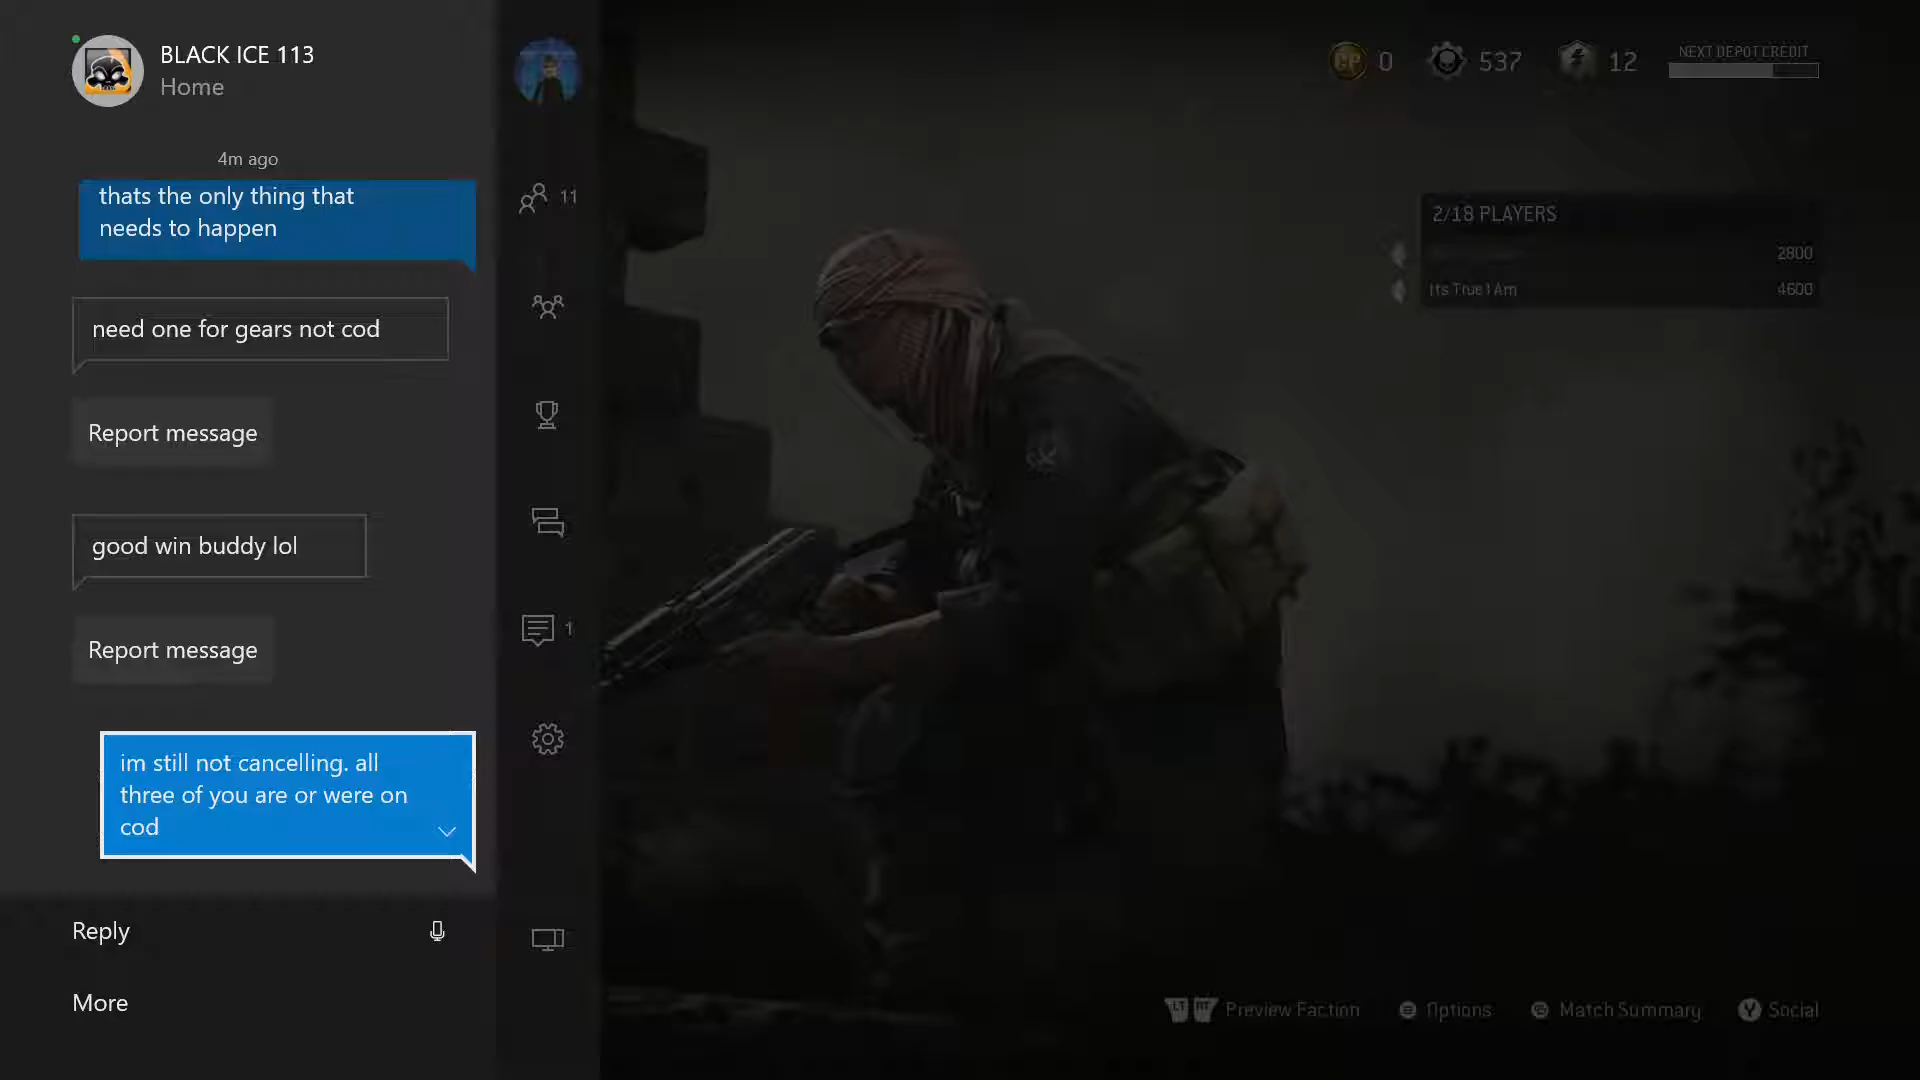 BLACK ICE 113
Home
4m ago
thats the only thing that
needs to happen
need one for gears not cod
Report message
good win buddy lol
Report message
im still not cancelling. all
three of you are or were on
cod
Reply
More
11
1
CP 0
537
12
NEXT DEPOT CREDIT
2/18 PLAYERS
2800
Its True I Am 4600
LT RT Preview Faction
Options
Match Summary
Y Social